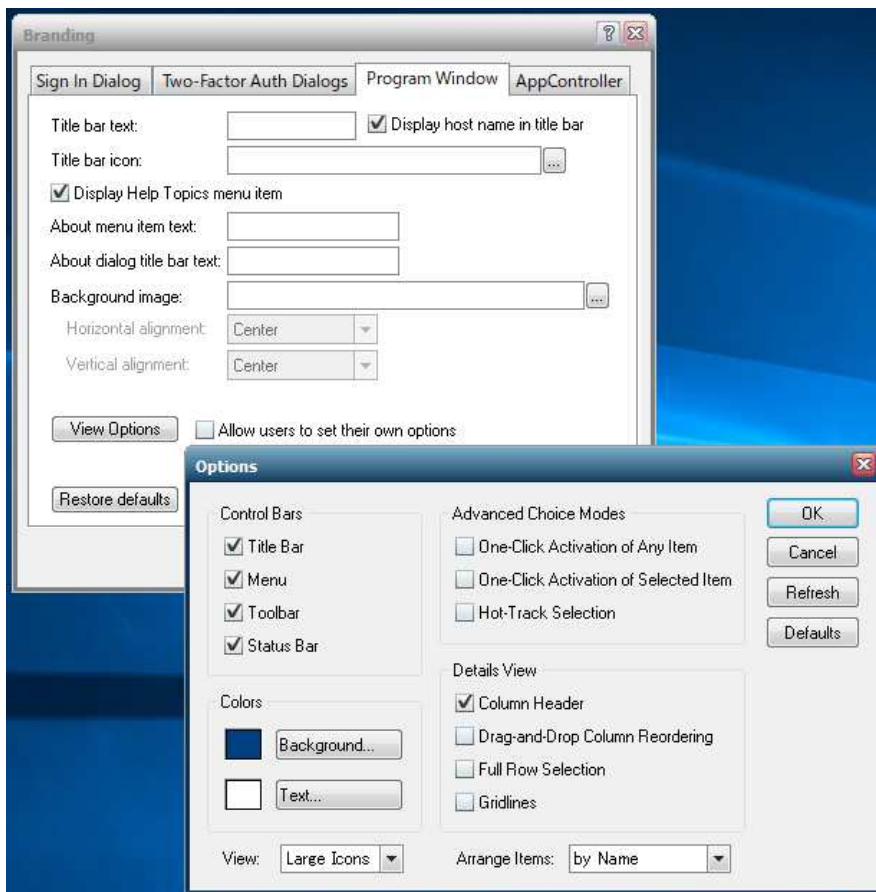 Branding
Sign In Dialog Two-Factor Auth Dialogs Program Window AppController
Title bar text: Display host name in title bar
Title bar icon: ...
Display Help Topics menu item
About menu item text:
About dialog title bar text:
Background image: ...
Horizontal alignment: Center
Vertical alignment: Center
View Options Allow users to set their own options
Restore defaults
Options
Control Bars
Title Bar
Menu
Toolbar
Status Bar
Advanced Choice Modes
One-Click Activation of Any Item
One-Click Activation of Selected Item
Hot-Track Selection
OK
Cancel
Refresh
Defaults
Colors
Background...
Text...
Details View
Column Header
Drag-and-Drop Column Reordering
Full Row Selection
Gridlines
View: Large Icons
Arrange Items: by Name